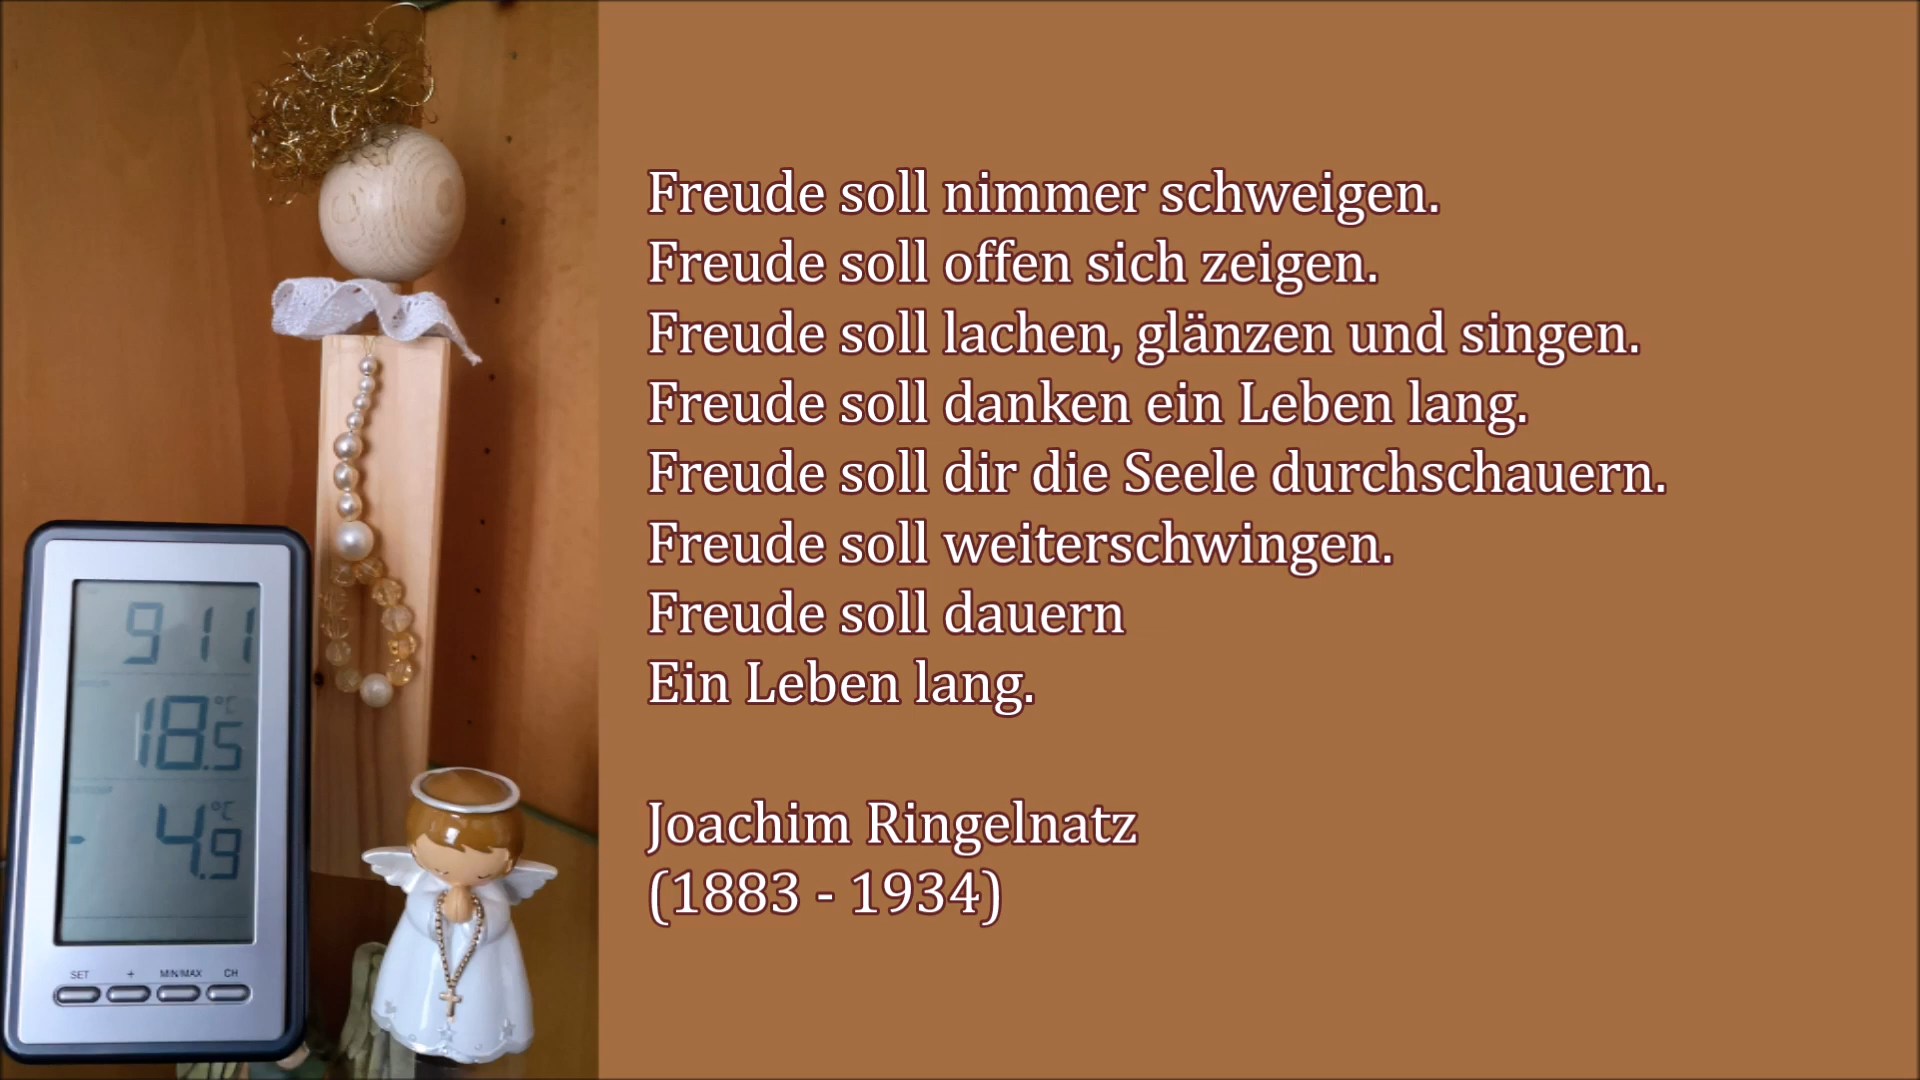 Freude soll nimmer schweigen.
Freude soll offen sich zeigen.
Freude soll lachen, glänzen und singen.
Freude soll danken ein Leben lang.
Freude soll dir die Seele durchschauern.
Freude soll weiterschwingen.
Freude soll dauern
Ein Leben lang.
Joachim Ringelnatz
(1883 - 1934)
9 11
18.5 °C
- 4.9 °C
SET + MIN/MAX CH